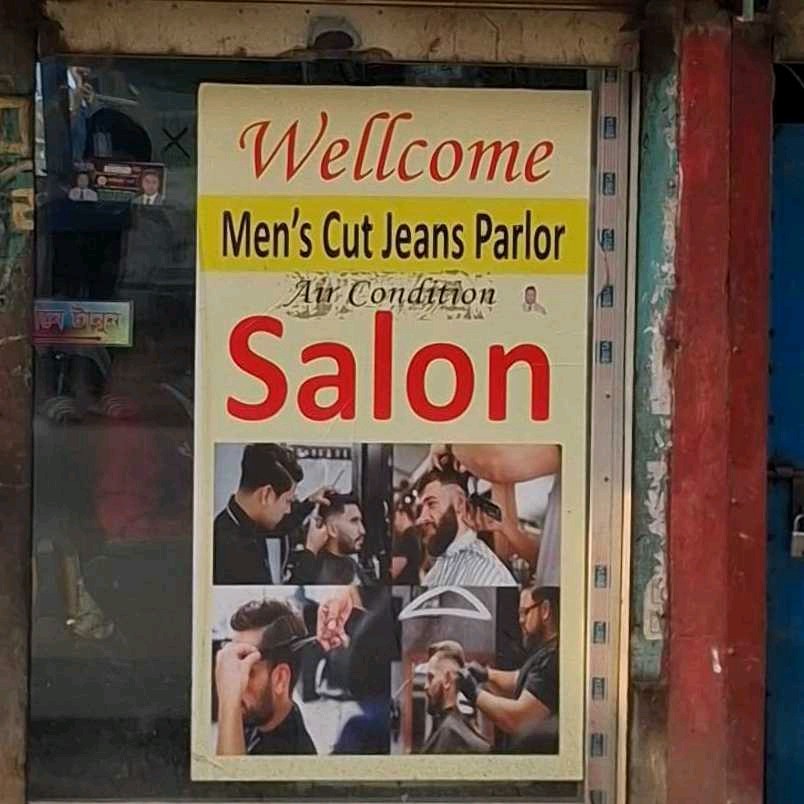 Wellcome
Men's Cut Jeans Parlor
Air Condition
Salon
টানুন